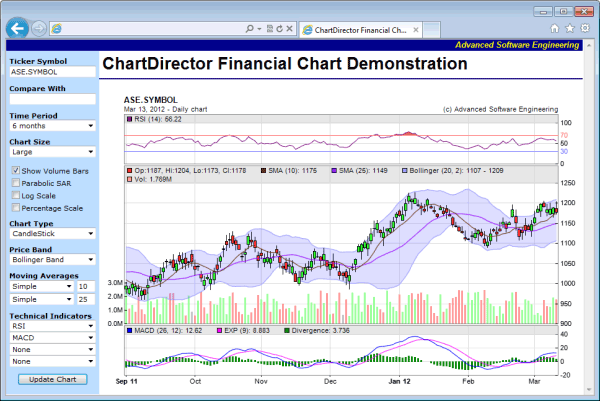 ChartDirector Financial Ch...
Advanced Software Engineering
Ticker Symbol
ASE.SYMBOL
Compare With
Time Period
6 months
Chart Size
Large
Show Volume Bars
Parabolic SAR
Log Scale
Percentage Scale
Chart Type
CandleStick
Price Band
Bollinger Band
Moving Averages
Simple 10
Simple 25
Technical Indicators
RSI
MACD
None
None
Update Chart
ChartDirector Financial Chart Demonstration
ASE.SYMBOL
Mar 13, 2012 - Daily chart (c) Advanced Software Engineering
RSI (14): 56.22
100
70
50
30
0
Op:1187, Hi:1204, Lo:1173, Cl:1178 SMA (10): 1175 SMA (25): 1149 Bollinger (20, 2): 1107 - 1209
Vol: 1.769M
1250
1200
1150
1100
1050
3.0M 1000
2.0M
1.0M 950
0.0M 900
MACD (26, 12): 12.62 EXP (9): 8.883 Divergence: 3.736
40
20
0
-20
Sep 11 Oct Nov Dec Jan 12 Feb Mar